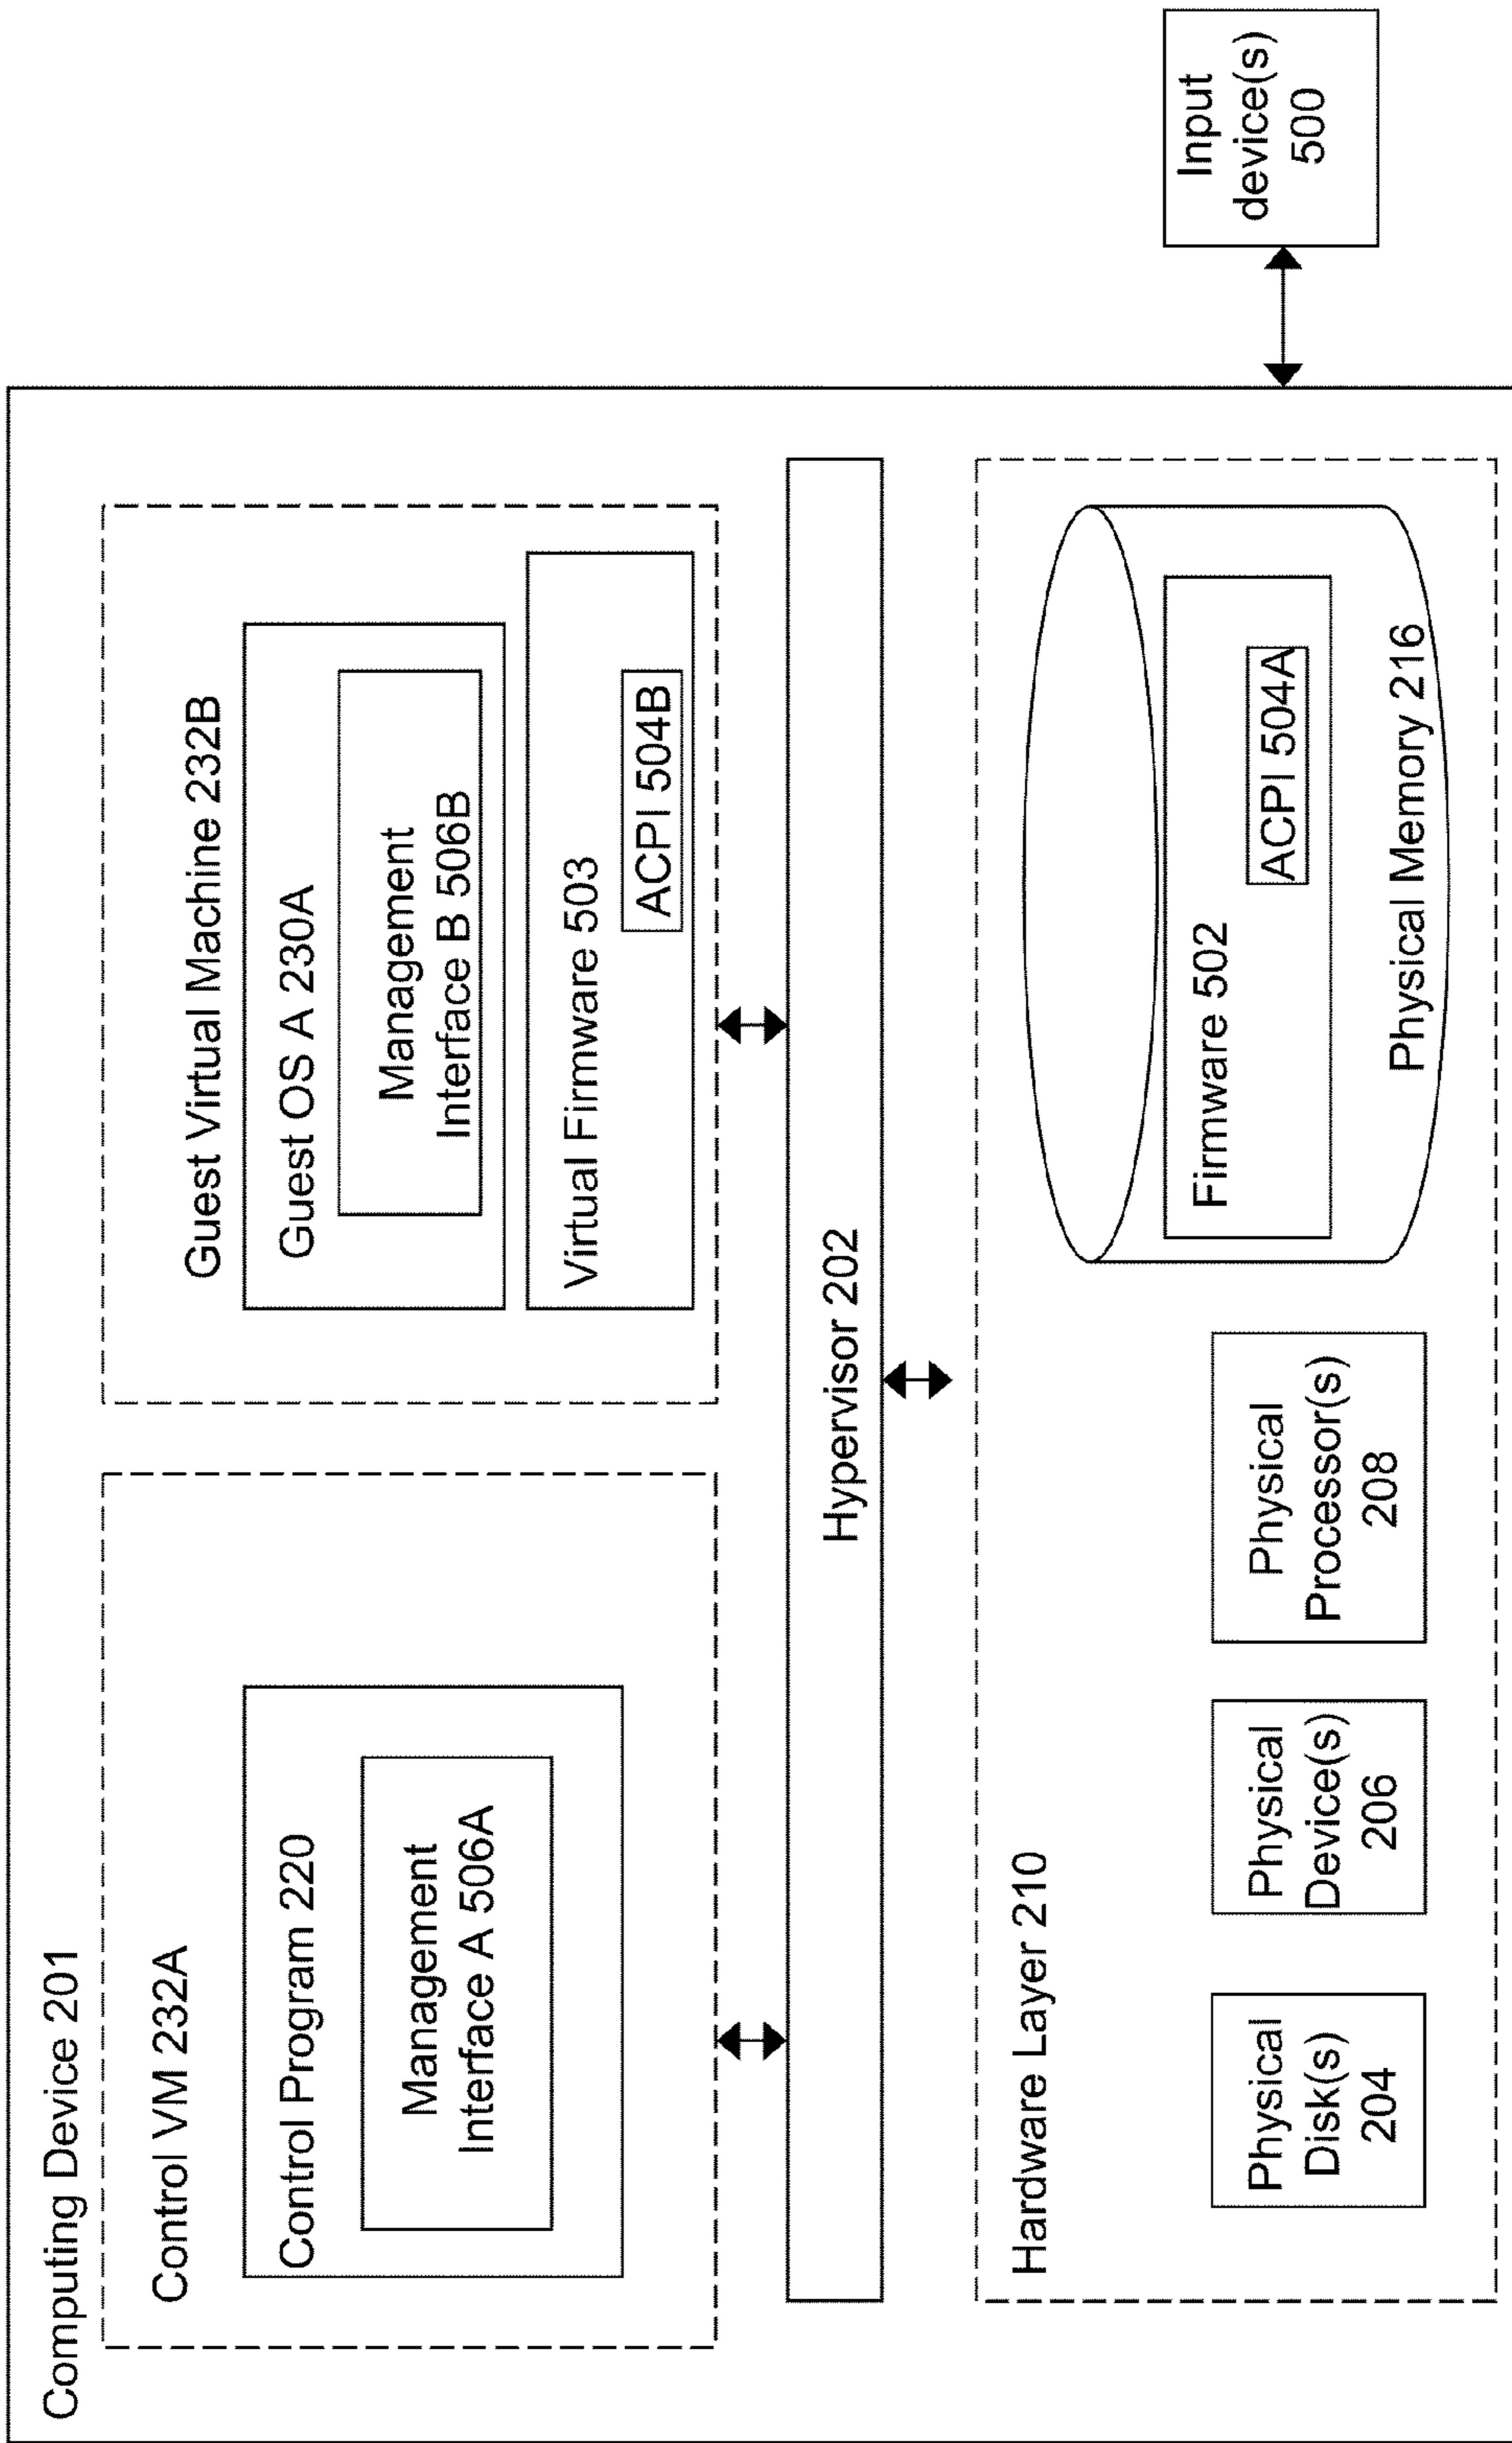 Computing Device 201
Control VM 232A
Control Program 220
Management
Interface A 506A
Guest Virtual Machine 232B
Guest OS A 230A
Management
Interface B 506B
Virtual Firmware 503
ACPI 504B
Hypervisor 202
Hardware Layer 210
Physical
Disk(s)
204
Physical
Device(s)
206
Physical
Processor(s)
208
Firmware 502
ACPI 504A
Physical Memory 216
Input
device(s)
500